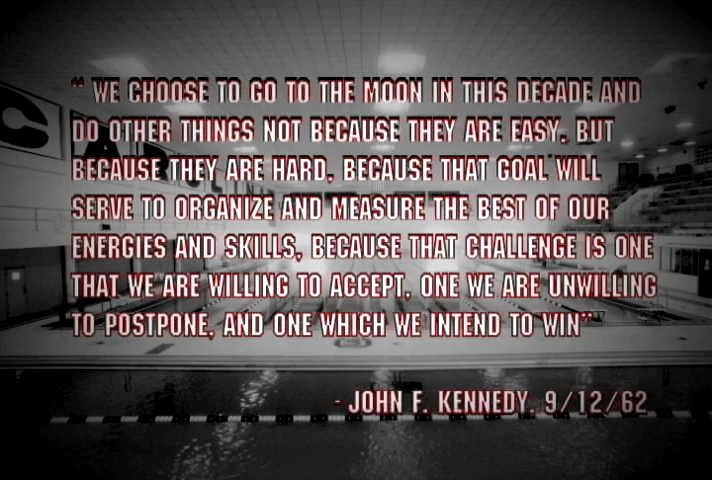 “ WE CHOOSE TO GO TO THE MOON IN THIS DECADE AND
DO OTHER THINGS NOT BECAUSE THEY ARE EASY, BUT
BECAUSE THEY ARE HARD, BECAUSE THAT GOAL WILL
SERVE TO ORGANIZE AND MEASURE THE BEST OF OUR
ENERGIES AND SKILLS, BECAUSE THAT CHALLENGE IS ONE
THAT WE ARE WILLING TO ACCEPT, ONE WE ARE UNWILLING
TO POSTPONE, AND ONE WHICH WE INTEND TO WIN”
- JOHN F. KENNEDY, 9/12/62